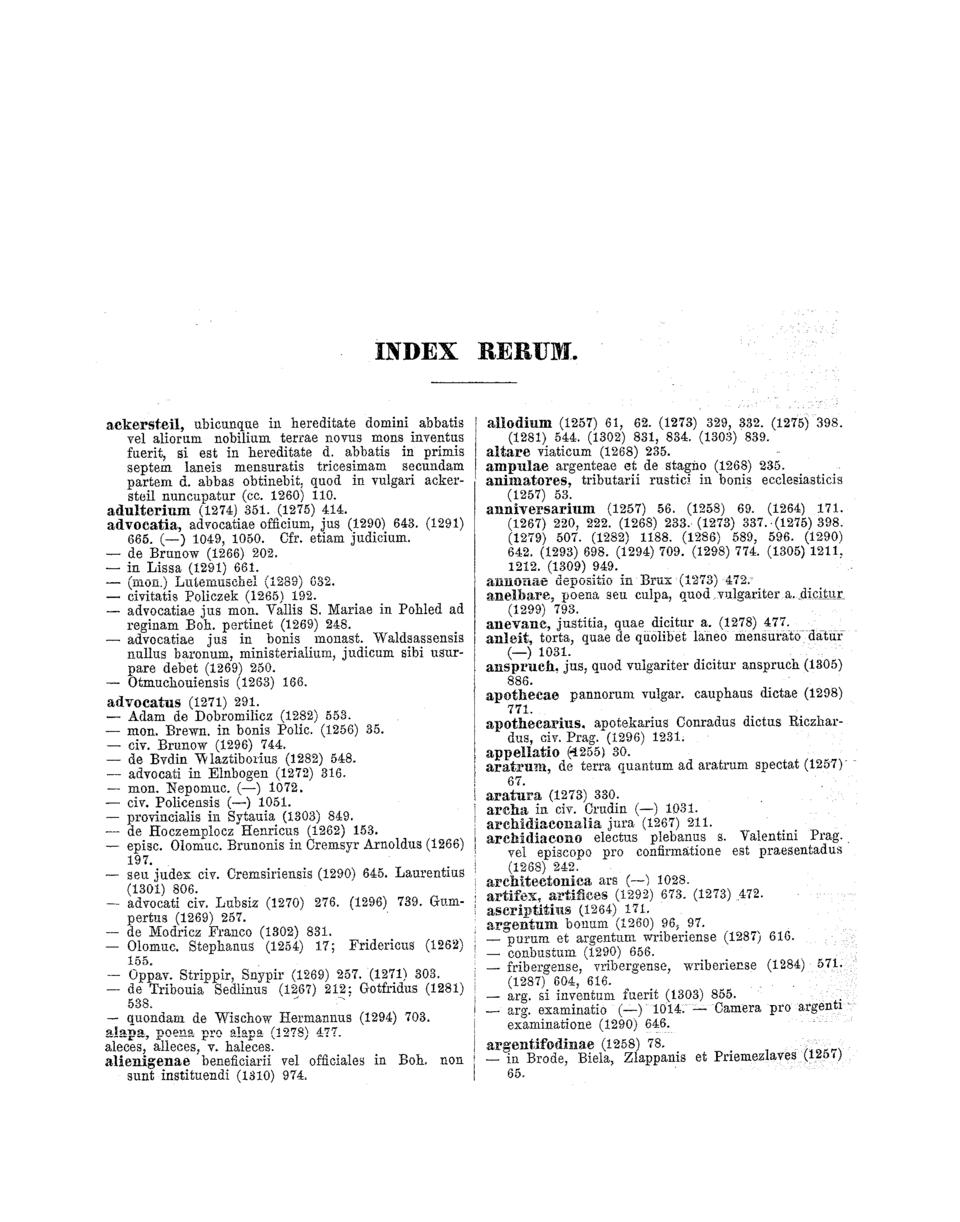 INDEX RERUM.
ackersteil, ubicunque in hereditate domini abbatis
vel aliorum nobilium terrae novus mons inventus
fuerit, si est in hereditate d. abbatis in primis
septem laneis mensuratis tricesimam secundam
partem d. abbas obtinebit, quod in vulgari acker-
steil nuncupatur (cc. 1260) 110.
adulterium (1274) 351. (1275) 414.
advocatia, advocatiae officium, jus (1290) 643. (1291)
665. (—) 1049, 1050. Cfr. etiam judicium.
— de Brunow (1266) 202.
— in Lissa (1291) 661.
— (mon.) Lutemuschel (1289) 632.
— civitatis Policzek (1265) 192.
— advocatiae jus mon. Vallis S. Mariae in Pohled ad
reginam Boh. pertinet (1269) 248.
— advocatiae jus in bonis monast. Waldsassensis
nullus baronum, ministerialium, judicum sibi usur-
pare debet (1269) 250.
— Otmuchouiensis (1263) 166.
advocatus (1271) 291.
— Adam de Dobromilicz (1282) 553.
— mon. Brewn. in bonis Polic. (1256) 35.
— civ. Brunow (1296) 744.
— de Bvdin Wlaztiborius (1282) 548.
— advocati in Elnbogen (1272) 316.
— mon. Nepomuc. (—) 1072.
— civ. Policensis (—) 1051.
— provincialis in Sytauia (1303) 849.
— de Hoczemplocz Henricus (1262) 153.
— episc. Olomuc. Brunonis in Cremsyr Arnoldus (1266)
197.
— seu judex civ. Cremsiriensis (1290) 645. Laurentius
(1301) 806.
— advocati civ. Lubsiz (1270) 276. (1296) 739. Gum-
pertus (1269) 257.
— de Modricz Franco (1302) 831.
— Olomuc. Stephanus (1254) 17; Fridericus (1262)
155.
— Oppav. Strippir, Snypir (1269) 257. (1271) 303.
— de Tribouia Sedlinus (1267) 212; Gotfridus (1281)
538.
— quondam de Wischow Hermannus (1294) 703.
alapa, poena pro alapa (1278) 477.
aleces, alleces, v. haleces.
alienigenae beneficiarii vel officiales in Boh. non
sunt instituendi (1310) 974.
allodium (1257) 61, 62. (1273) 329, 332. (1275) 398.
(1281) 544. (1302) 831, 834. (1303) 839.
altare viaticum (1268) 235.
ampulae argenteae et de stagno (1268) 235.
animatores, tributarii rustici in bonis ecclesiasticis
(1257) 53.
anniversarium (1257) 56. (1258) 69. (1264) 171.
(1267) 220, 222. (1268) 233. (1273) 337. (1275) 398.
(1279) 507. (1282) 1188. (1286) 589, 596. (1290)
642. (1293) 698. (1294) 709. (1298) 774. (1305) 1211,
1212. (1309) 949.
annonae depositio in Brux (1273) 472.
anelbare, poena seu culpa, quod vulgariter a. dicitur
(1299) 793.
anevanc, justitia, quae dicitur a. (1278) 477.
anleit, torta, quae de quolibet laneo mensurato datur
(—) 1031.
anspruch, jus, quod vulgariter dicitur anspruch (1305)
886.
apothecae pannorum vulgar. cauphaus dictae (1298)
771.
apothecarius, apotekarius Conradus dictus Riczhar-
dus, civ. Prag. (1296) 1231.
appellatio (1255) 30.
aratrum, de terra quantum ad aratrum spectat (1257)
67.
aratura (1273) 330.
archa in civ. Crudin (—) 1031.
archidiaconalia jura (1267) 211.
archidiacono electus plebanus s. Valentini Prag.
vel episcopo pro confirmatione est praesentadus
(1268) 242.
architectonica ars (—) 1028.
artifex, artifices (1292) 673. (1273) 472.
ascriptitius (1264) 171.
argentum bonum (1260) 96, 97.
— purum et argentum wriberiense (1287) 616.
— conbustum (1290) 656.
— fribergense, vribergense, wriberiense (1284) 571.
(1287) 604, 616.
— arg. si inventum fuerit (1303) 855.
— arg. examinatio (—) 1014. — Camera pro argenti
examinatione (1290) 646.
argentifodinae (1258) 78.
— in Brode, Biela, Zlappanis et Priemezlaves (1257)
65.